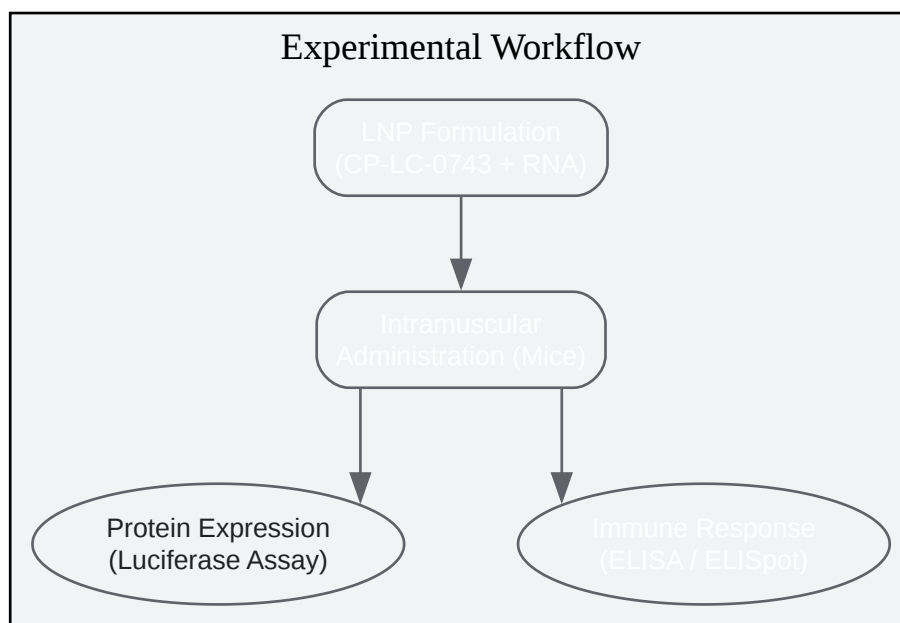 Experimental Workflow
LNP Formulation
(CP-LC-0743 + RNA)
Intramuscular
Administration (Mice)
Protein Expression
(Luciferase Assay)
Immune Response
(ELISA / ELISpot)